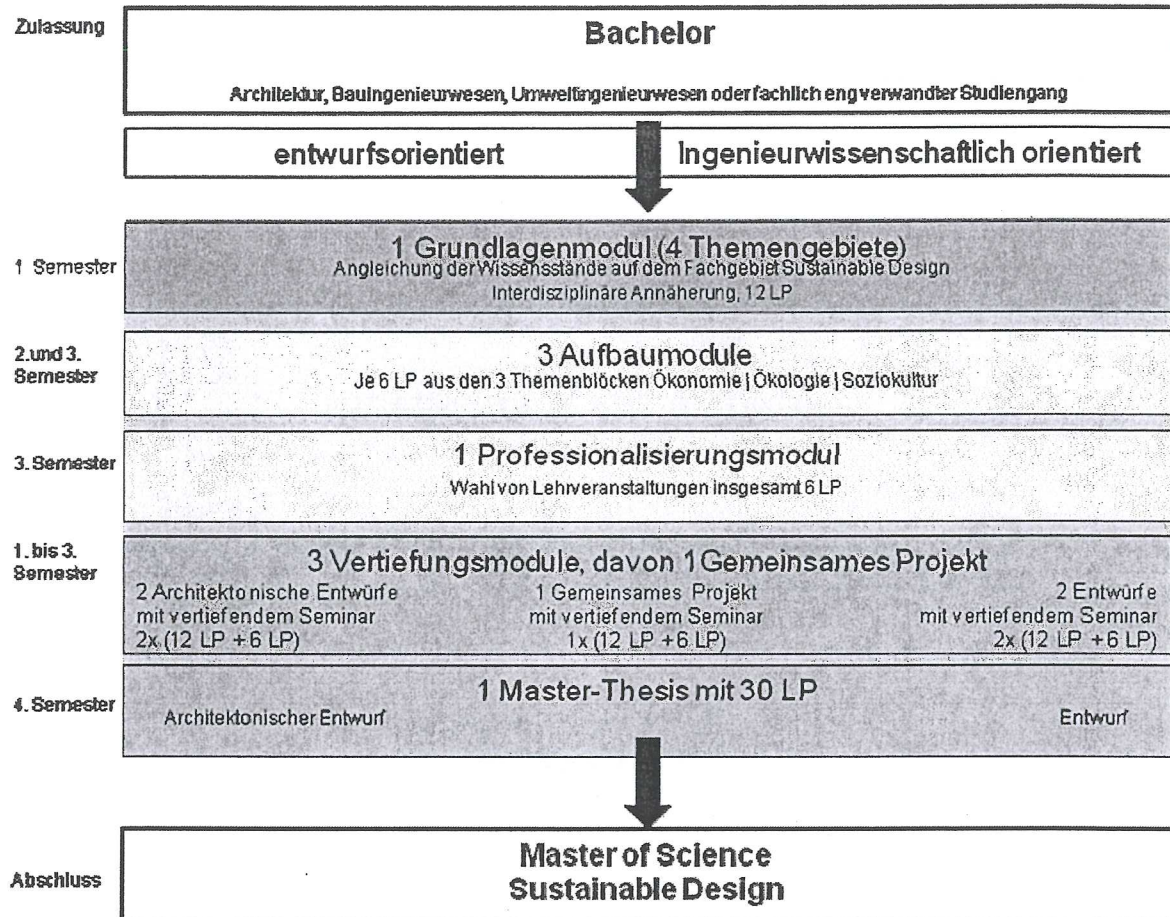 Zulassung
Bachelor
Architektur, Bauingenieurwesen, Umweltingenieurwesen oder fachlich eng verwandter Studiengang
entwurfsorientiert
Ingenieurwissenschaftlich orientiert
1 Semester
1 Grundlagenmodul (4 Themengebiete)
Angleichung der Wissensstände auf dem Fachgebiet Sustainable Design
Interdisziplinäre Annäherung, 12 LP
2. und 3.
Semester
3 Aufbaumodule
Je 6 LP aus den 3 Themenblöcken Ökonomie | Ökologie | Soziokultur
3. Semester
1 Professionalisierungsmodul
Wahl von Lehrveranstaltungen insgesamt 6 LP
1. bis 3.
Semester
3 Vertiefungsmodule, davon 1 Gemeinsames Projekt
2 Architektonische Entwürfe
mit vertiefendem Seminar
2x (12 LP + 6 LP)
1 Gemeinsames Projekt
mit vertiefendem Seminar
1x (12 LP + 6 LP)
2 Entwürfe
mit vertiefendem Seminar
2x (12 LP + 6 LP)
4. Semester
1 Master-Thesis mit 30 LP
Architektonischer Entwurf
Entwurf
Abschluss
Master of Science
Sustainable Design